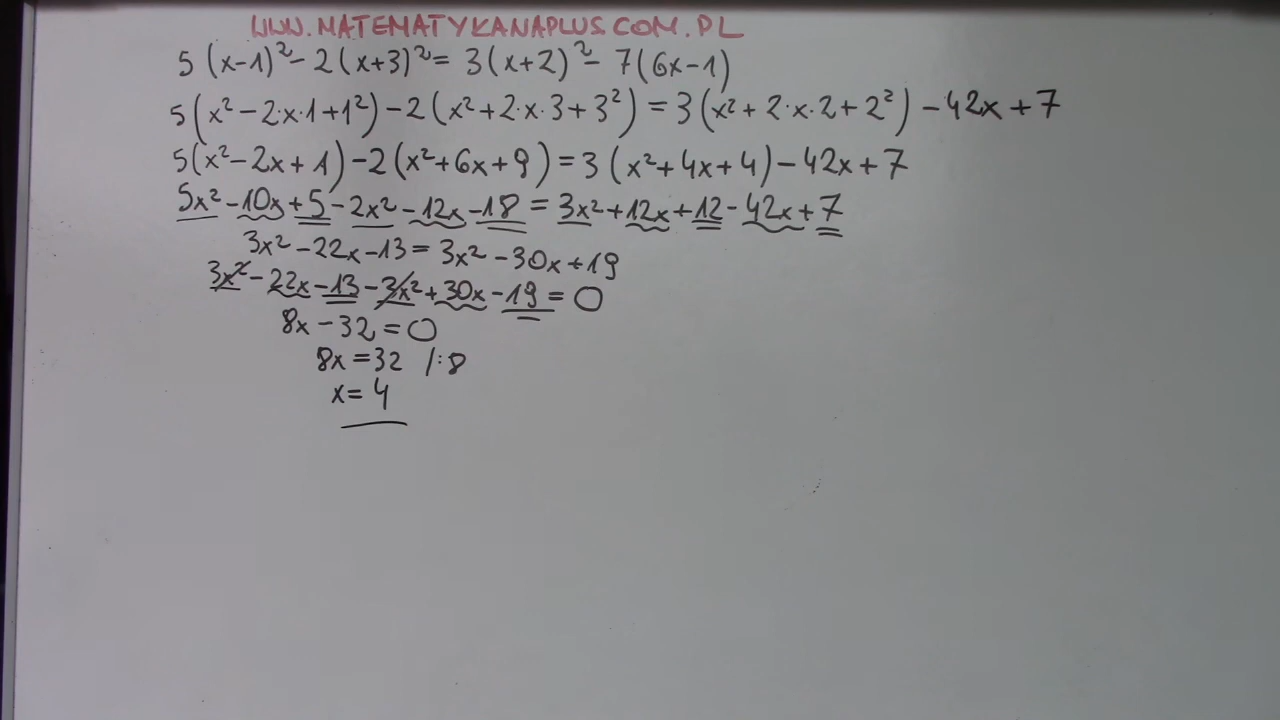 WWW.MATEMATYKANAPLUS.COM.PL
5(x-1)² - 2(x+3)² = 3(x+2)² - 7(6x-1)
5(x² - 2·x·1 + 1²) - 2(x² + 2·x·3 + 3²) = 3(x² + 2·x·2 + 2²) - 42x + 7
5(x² - 2x + 1) - 2(x² + 6x + 9) = 3(x² + 4x + 4) - 42x + 7
5x² - 10x + 5 - 2x² - 12x - 18 = 3x² + 12x + 12 - 42x + 7
3x² - 22x - 13 = 3x² - 30x + 19
3x² - 22x - 13 - 3x² + 30x - 19 = 0
8x - 32 = 0
8x = 32 /:8
x = 4